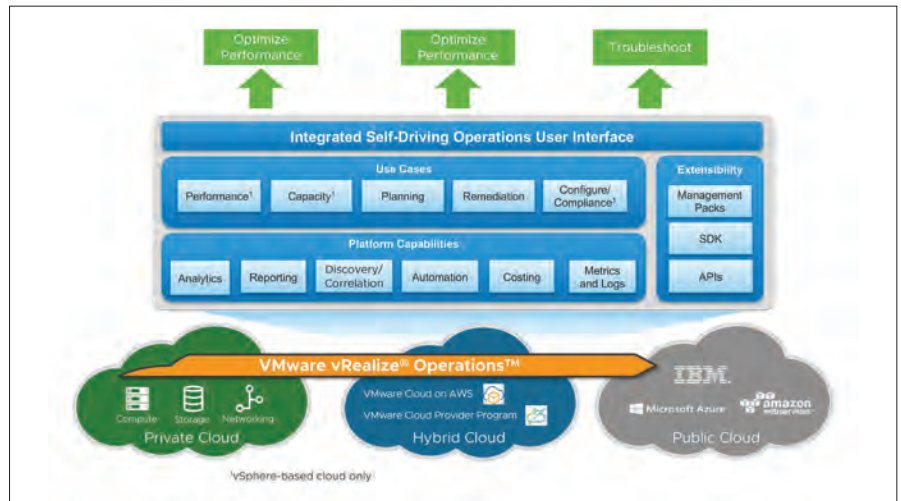 Optimize
Performance
Optimize
Performance
Troubleshoot
Integrated Self-Driving Operations User Interface
Use Cases
Performance¹
Capacity¹
Planning
Remediation
Configure/
Compliance¹
Extensibility
Management
Packs
SDK
APIs
Platform Capabilities
Analytics
Reporting
Discovery/
Correlation
Automation
Costing
Metrics
and Logs
VMware vRealize® Operations™
Compute
Storage
Networking
Private Cloud
VMware Cloud on AWS
VMware Cloud Provider Program
Hybrid Cloud
IBM.
Microsoft Azure
amazon
webservices
Public Cloud
¹vSphere-based cloud only